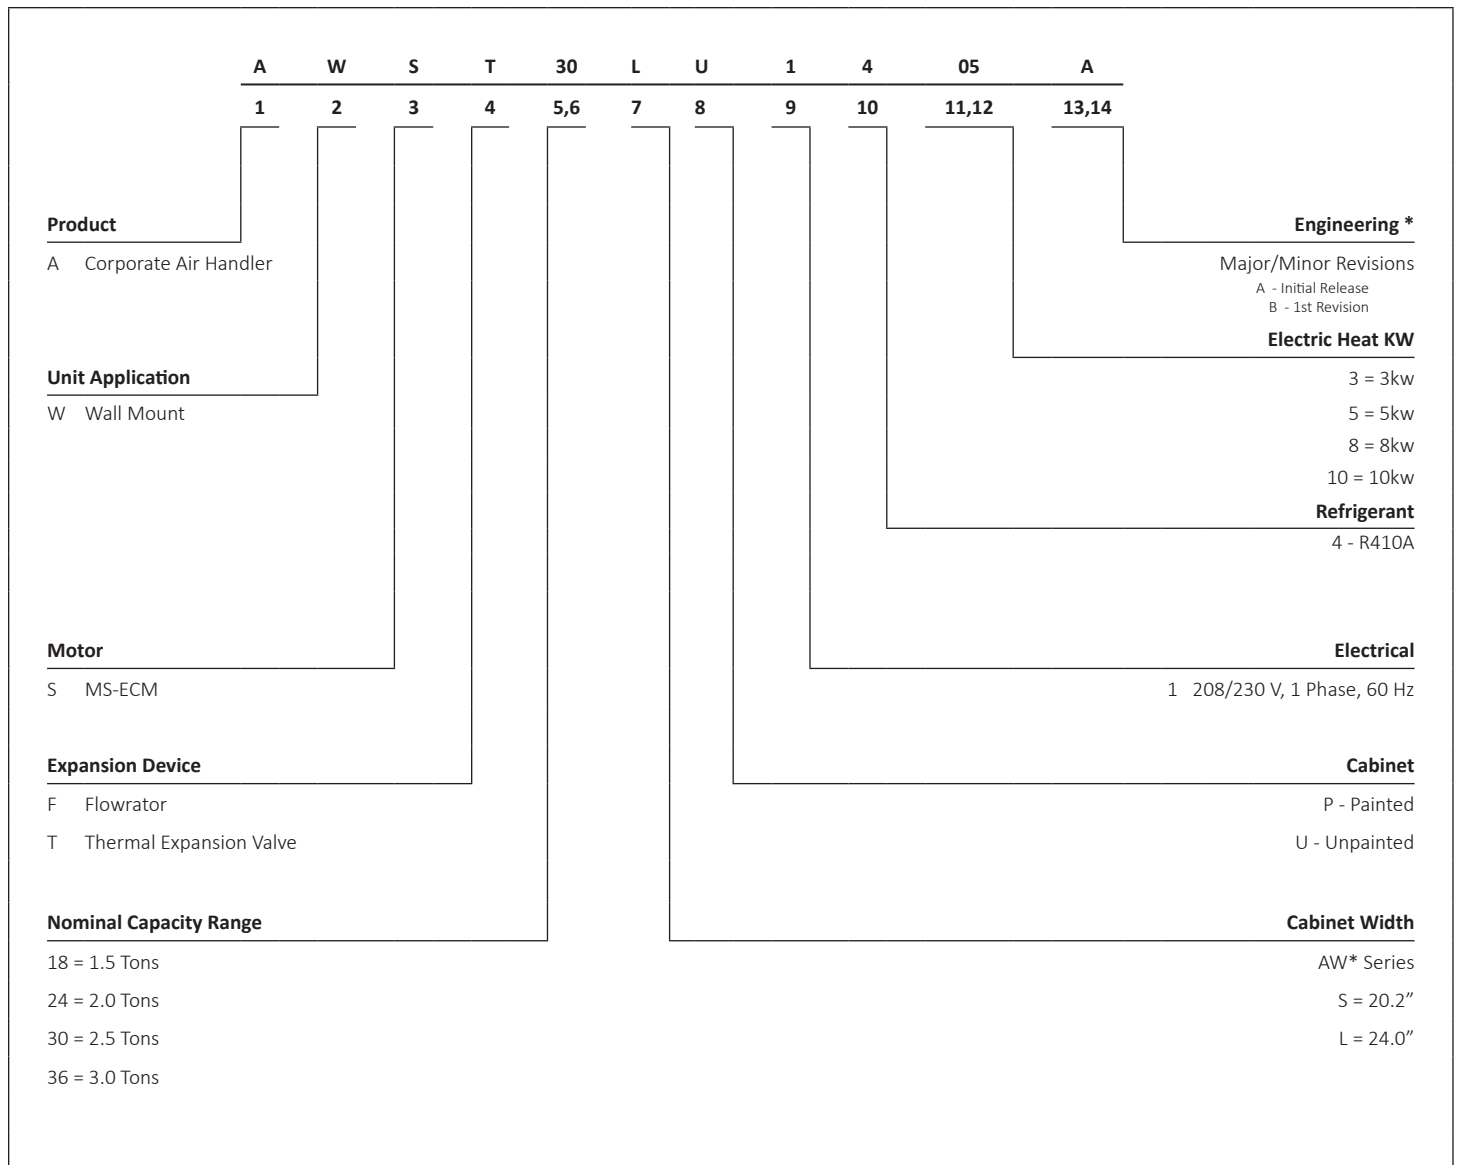 A W S T 30 L U 1 4 05 A
1 2 3 4 5,6 7 8 9 10 11,12 13,14
Product
A Corporate Air Handler
Unit Application
W Wall Mount
Motor
S MS-ECM
Expansion Device
F Flowrator
T Thermal Expansion Valve
Nominal Capacity Range
18 = 1.5 Tons
24 = 2.0 Tons
30 = 2.5 Tons
36 = 3.0 Tons
Engineering *
Major/Minor Revisions
A - Initial Release
B - 1st Revision
Electric Heat KW
3 = 3kw
5 = 5kw
8 = 8kw
10 = 10kw
Refrigerant
4 - R410A
Electrical
1 208/230 V, 1 Phase, 60 Hz
Cabinet
P - Painted
U - Unpainted
Cabinet Width
AW* Series
S = 20.2”
L = 24.0”